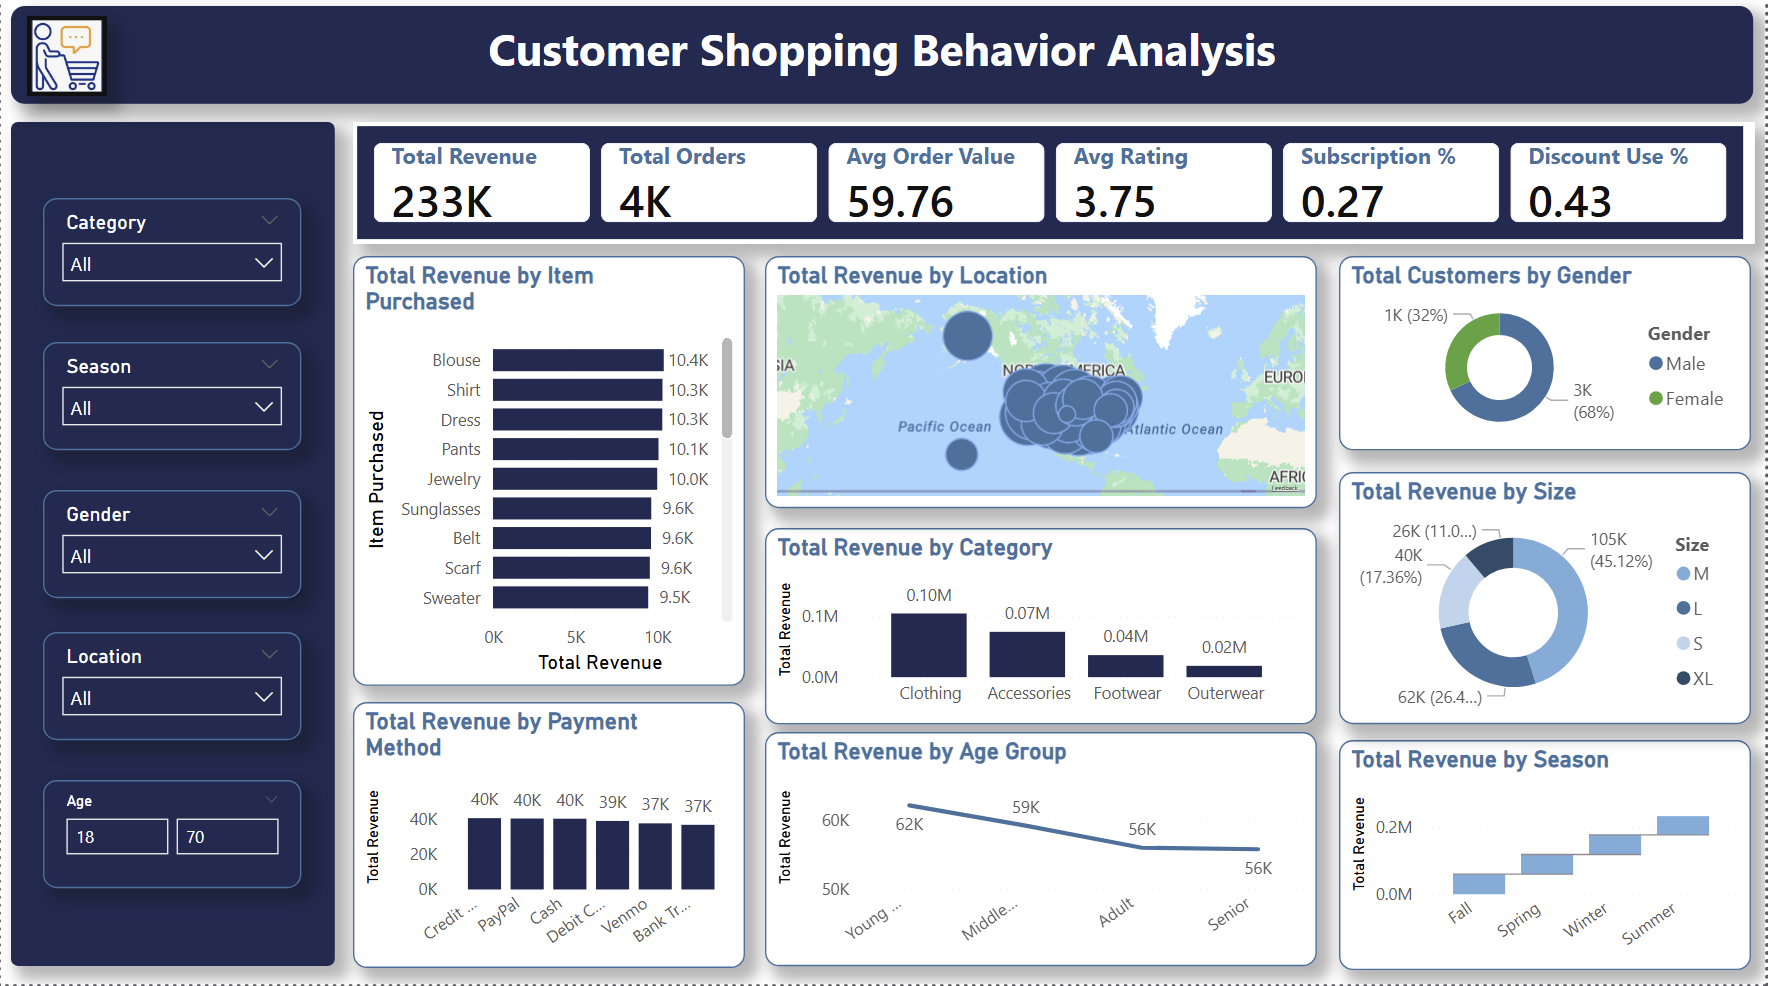 Customer Shopping Behavior Analysis
Category
All
Season
All
Gender
All
Location
All
Age
18 70
Total Revenue
233K
Total Orders
4K
Avg Order Value
59.76
Avg Rating
3.75
Subscription %
0.27
Discount Use %
0.43
Total Revenue by Item
Purchased
Item Purchased
Blouse 10.4K
Shirt 10.3K
Dress 10.3K
Pants 10.1K
Jewelry 10.0K
Sunglasses 9.6K
Belt 9.6K
Scarf 9.6K
Sweater 9.5K
0K 5K 10K
Total Revenue
Total Revenue by Location
SIA
NORTH AMERICA
EUROI
Pacific Ocean
Atlantic Ocean
AFRIC
Feedback
Total Customers by Gender
1K (32%)
3K
(68%)
Gender
Male
Female
Total Revenue by Category
Total Revenue
0.1M
0.0M
0.10M 0.07M 0.04M 0.02M
Clothing Accessories Footwear Outerwear
Total Revenue by Size
26K (11.0...)
40K
(17.36%)
105K
(45.12%)
62K (26.4...)
Size
M
L
S
XL
Total Revenue by Payment
Method
Total Revenue
40K
20K
0K
40K 40K 40K 39K 37K 37K
Credit ... PayPal Cash Debit C... Venmo Bank Tr...
Total Revenue by Age Group
Total Revenue
60K
50K
62K 59K 56K 56K
Young ... Middle... Adult Senior
Total Revenue by Season
Total Revenue
0.2M
0.0M
Fall Spring Winter Summer